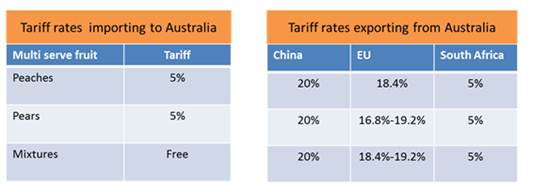 Tariff rates importing to Australia
Multi serve fruit Tariff
Peaches 5%
Pears 5%
Mixtures Free
Tariff rates exporting from Australia
China EU South Africa
20% 18.4% 5%
20% 16.8%-19.2% 5%
20% 18.4%-19.2% 5%